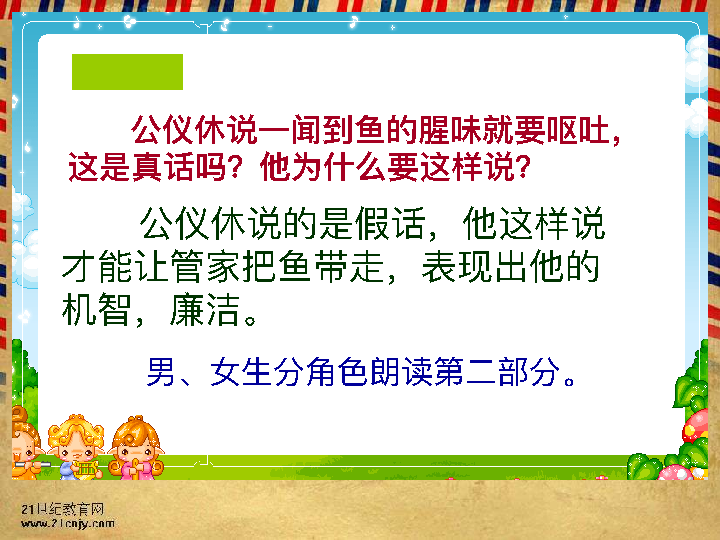 公仪休说一闻到鱼的腥味就要呕吐，
这是真话吗？他为什么要这样说？
公仪休说的是假话，他这样说
才能让管家把鱼带走，表现出他的
机智，廉洁。
男、女生分角色朗读第二部分。
21世纪教育网
www.21cnjy.com